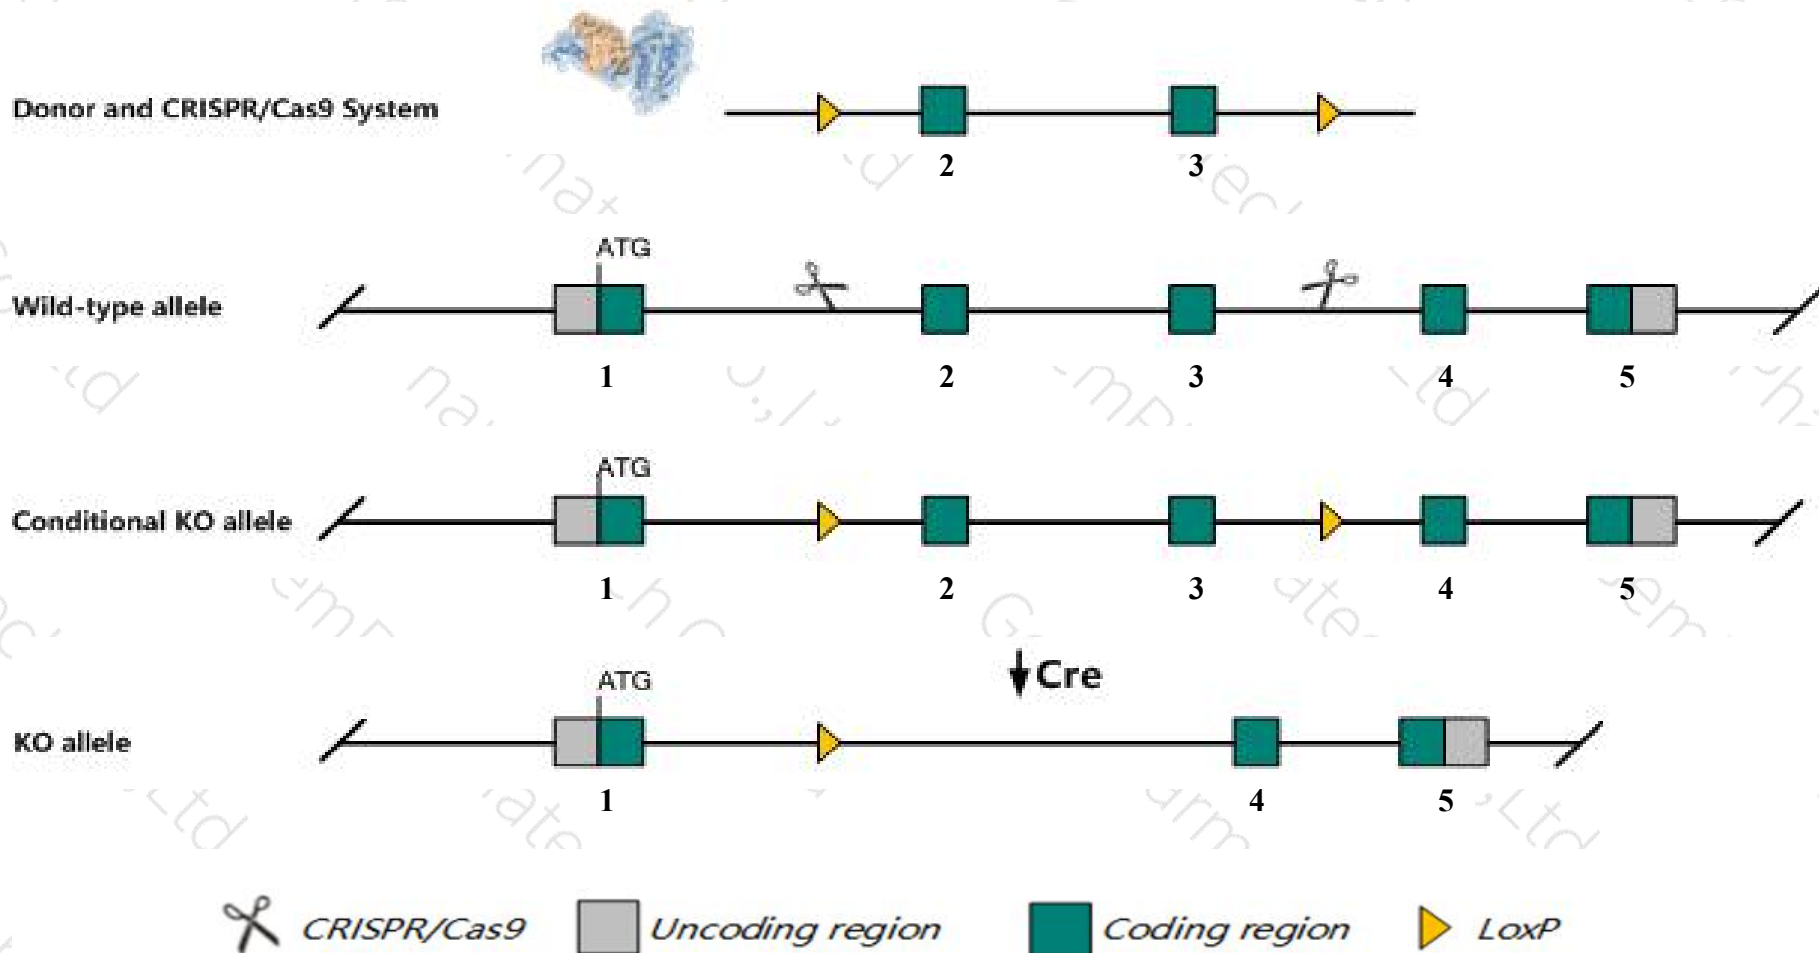 Donor and CRISPR/Cas9 System
2 3
ATG
Wild-type allele
1 2 3 4 5
ATG
Conditional KO allele
1 2 3 4 5
Cre
ATG
KO allele
1 4 5
CRISPR/Cas9 Uncoding region Coding region LoxP